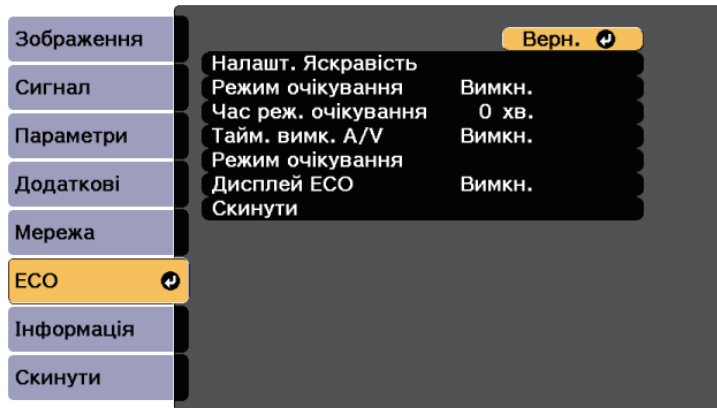 Зображення
Сигнал
Параметри
Додаткові
Мережа
ECO
Інформація
Скинути
Верн.
Налашт. Яскравість
Режим очікування Вимкн.
Час реж. очікування 0 хв.
Тайм. вимк. A/V Вимкн.
Режим очікування
Дисплей ECO Вимкн.
Скинути